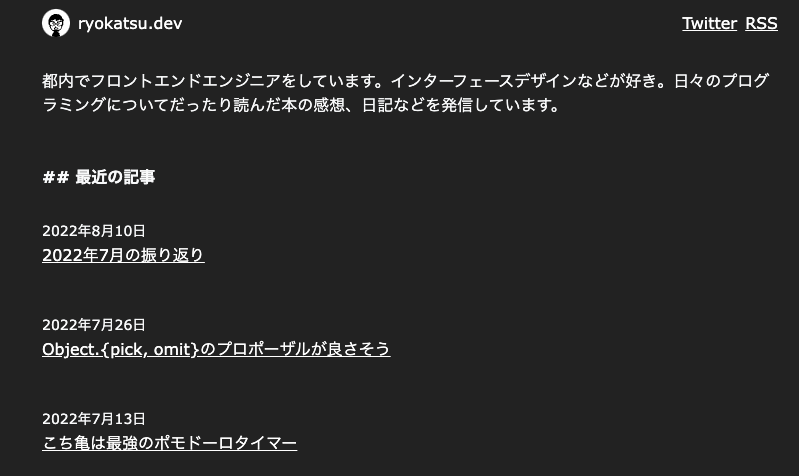 ryokatsu.dev
Twitter RSS
都内でフロントエンドエンジニアをしています。インターフェースデザインなどが好き。日々のプログ
ラミングについてだったり読んだ本の感想、日記などを発信しています。
## 最近の記事
2022年8月10日
2022年7月の振り返り
2022年7月26日
Object.{pick, omit}のプロポーザルが良さそう
2022年7月13日
こち亀は最強のポモドーロタイマー